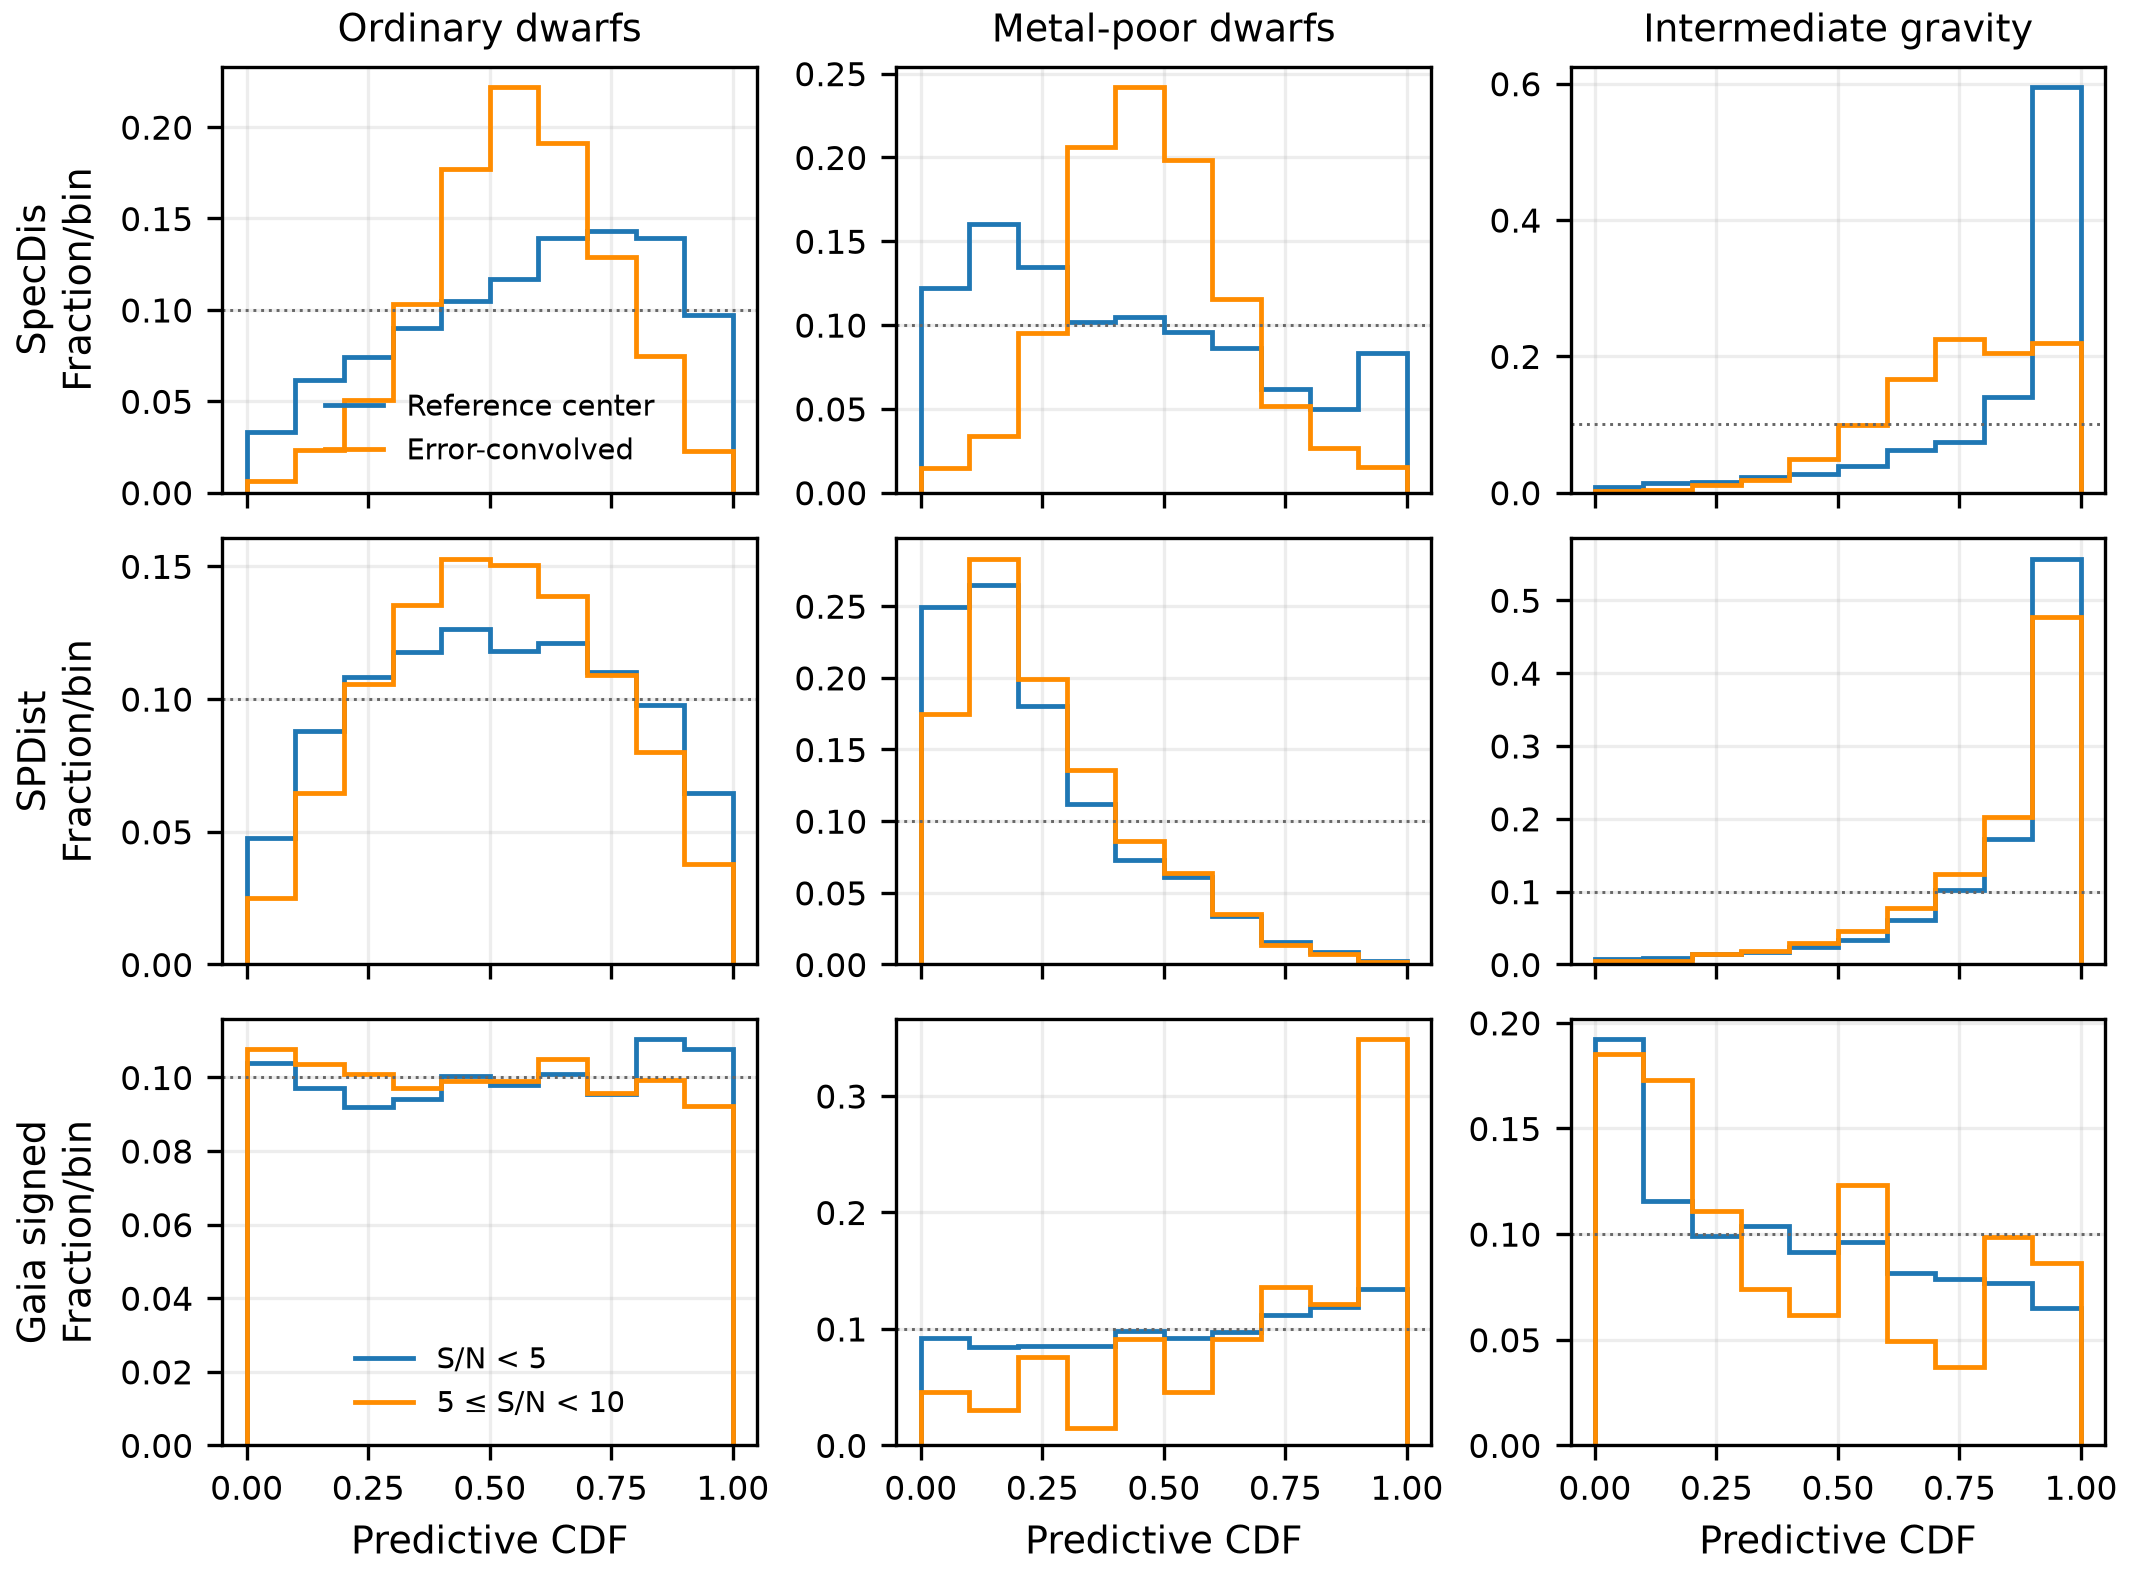 Ordinary dwarfs
Metal-poor dwarfs
Intermediate gravity
SpecDis
Fraction/bin
0.20
0.15
0.10
0.05
0.00
Reference center
Error-convolved
0.25
0.20
0.15
0.10
0.05
0.00
0.6
0.4
0.2
0.0
SPDist
Fraction/bin
0.15
0.10
0.05
0.00
0.25
0.20
0.15
0.10
0.05
0.00
0.5
0.4
0.3
0.2
0.1
0.0
Gaia signed
Fraction/bin
0.10
0.08
0.06
0.04
0.02
0.00
S/N < 5
5 ≤ S/N < 10
0.00 0.25 0.50 0.75 1.00
Predictive CDF
0.3
0.2
0.1
0.0
0.00 0.25 0.50 0.75 1.00
Predictive CDF
0.20
0.15
0.10
0.05
0.00
0.00 0.25 0.50 0.75 1.00
Predictive CDF